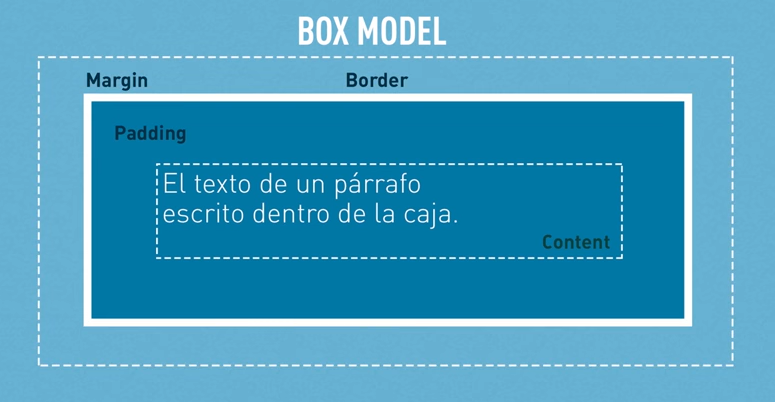 BOX MODEL
Margin
Border
Padding
El texto de un párrafo
escrito dentro de la caja.
Content